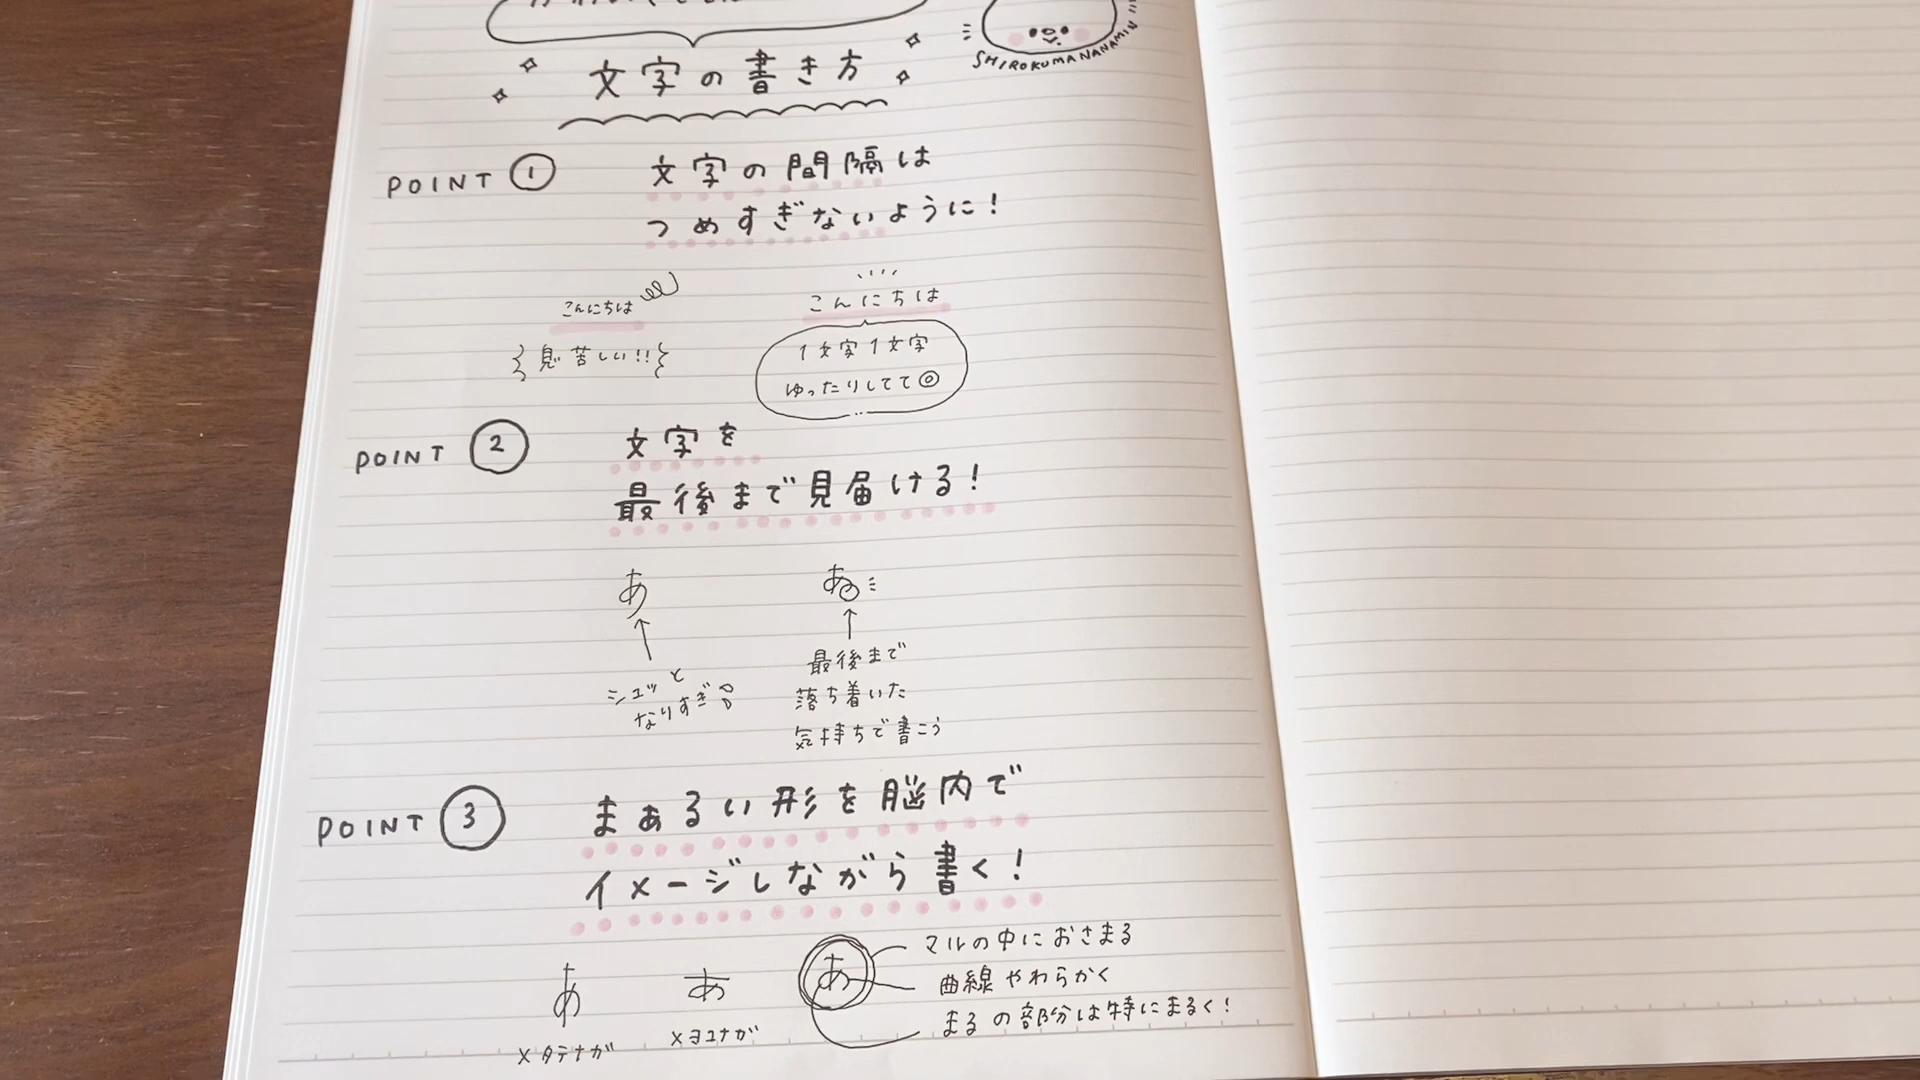 文字の書き方
SHIROKUMANANAMIN
POINT ①
文字の間隔は
つめすぎないように！
こんにちは
見苦しい!!
こんにちは
1文字1文字
ゆったりしてて◎
POINT ②
文字を
最後まで見届ける！
あ
シュッと
なりすぎ
あ
最後まで
落ち着いた
気持ちで書こう
POINT ③
まぁるい形を脳内で
イメージしながら書く！
あ
×タテナガ
あ
×ヨコナガ
あ
マルの中におさまる
曲線やわらかく
まるの部分は特にまるく！